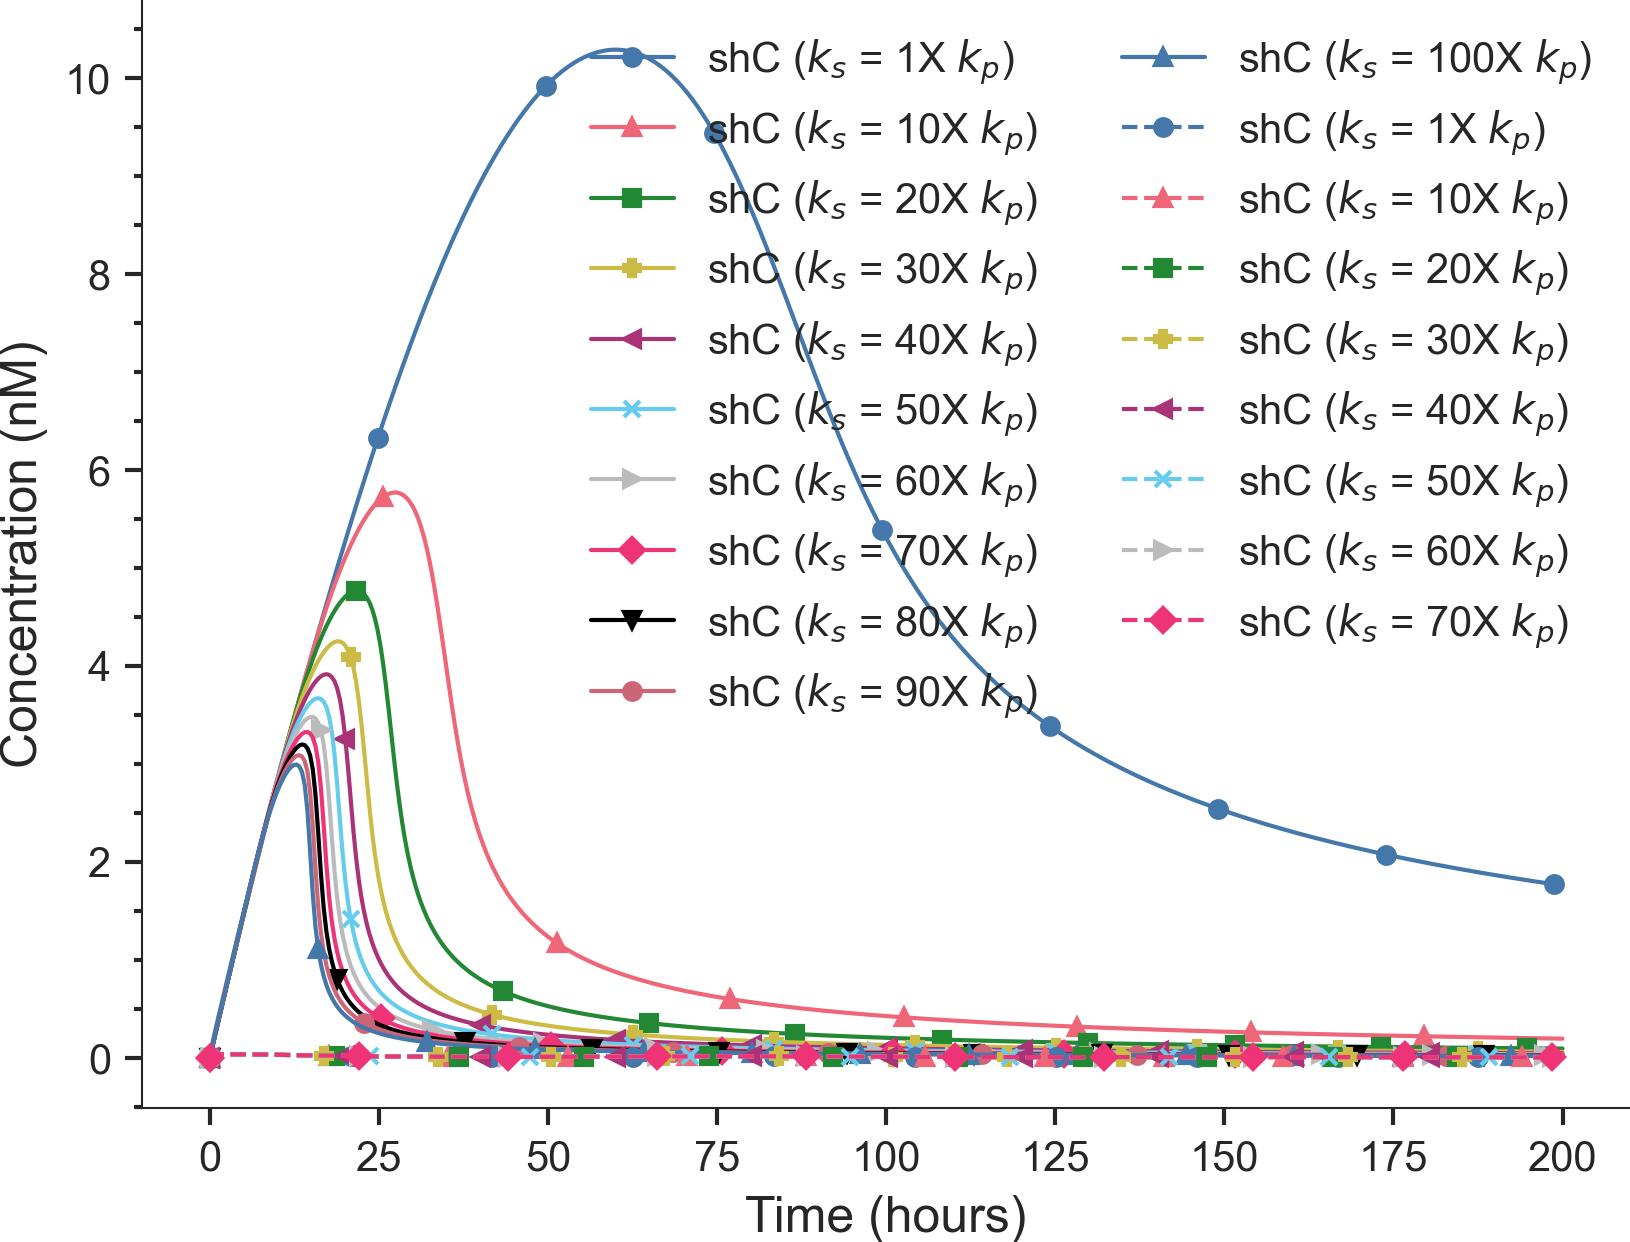 Concentration (nM)
10
8
6
4
2
0
shC (kₛ = 1X kₚ)
shC (kₛ = 10X kₚ)
shC (kₛ = 20X kₚ)
shC (kₛ = 30X kₚ)
shC (kₛ = 40X kₚ)
shC (kₛ = 50X kₚ)
shC (kₛ = 60X kₚ)
shC (kₛ = 70X kₚ)
shC (kₛ = 80X kₚ)
shC (kₛ = 90X kₚ)
shC (kₛ = 100X kₚ)
shC (kₛ = 1X kₚ)
shC (kₛ = 10X kₚ)
shC (kₛ = 20X kₚ)
shC (kₛ = 30X kₚ)
shC (kₛ = 40X kₚ)
shC (kₛ = 50X kₚ)
shC (kₛ = 60X kₚ)
shC (kₛ = 70X kₚ)
0 25 50 75 100 125 150 175 200
Time (hours)